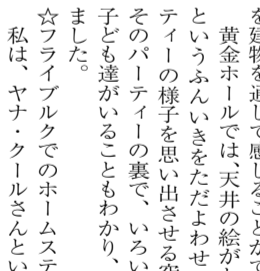 を建物を通して感じることがで
黄金ホールでは、天井の絵が
というふんいきをただよわせ
ティーの様子を思い出させる空
そのパーティーの裏で、いろい
子ども達がいることもわかり、
ました。
☆フライブルクでのホームステ
私は、ヤナ・クールさんとい